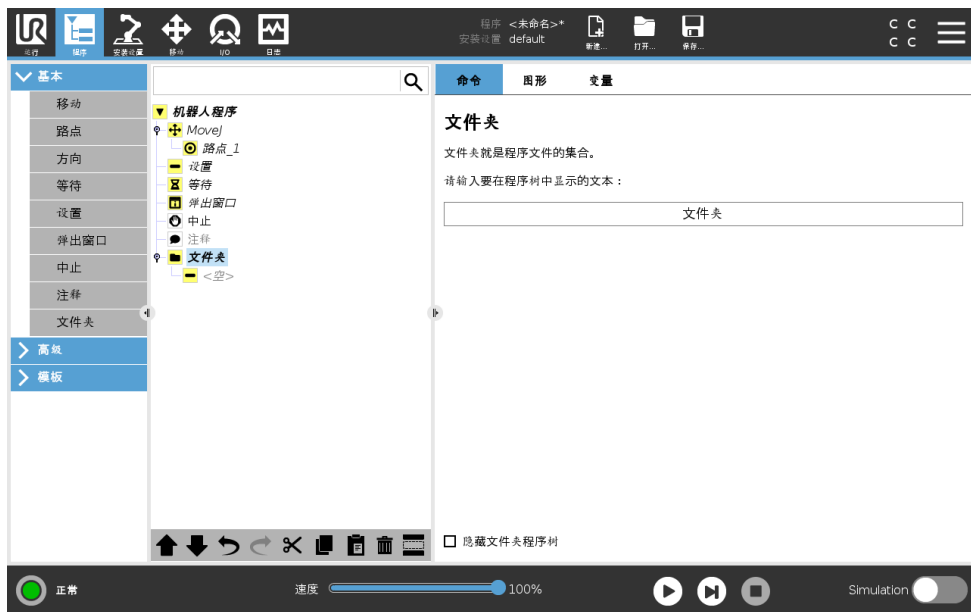 UR
运行
程序
安装设置
移动
I/O
日志
程序 <未命名>*
安装设置 default
新建...
打开...
保存...
C C
C C
基本
移动
路点
方向
等待
设置
弹出窗口
中止
注释
文件夹
高级
模板
机器人程序
MoveJ
路点_1
设置
等待
弹出窗口
中止
注释
文件夹
<空>
命令 图形 变量
文件夹
文件夹就是程序文件的集合。
请输入要在程序树中显示的文本：
文件夹
隐藏文件夹程序树
正常
速度 100%
Simulation